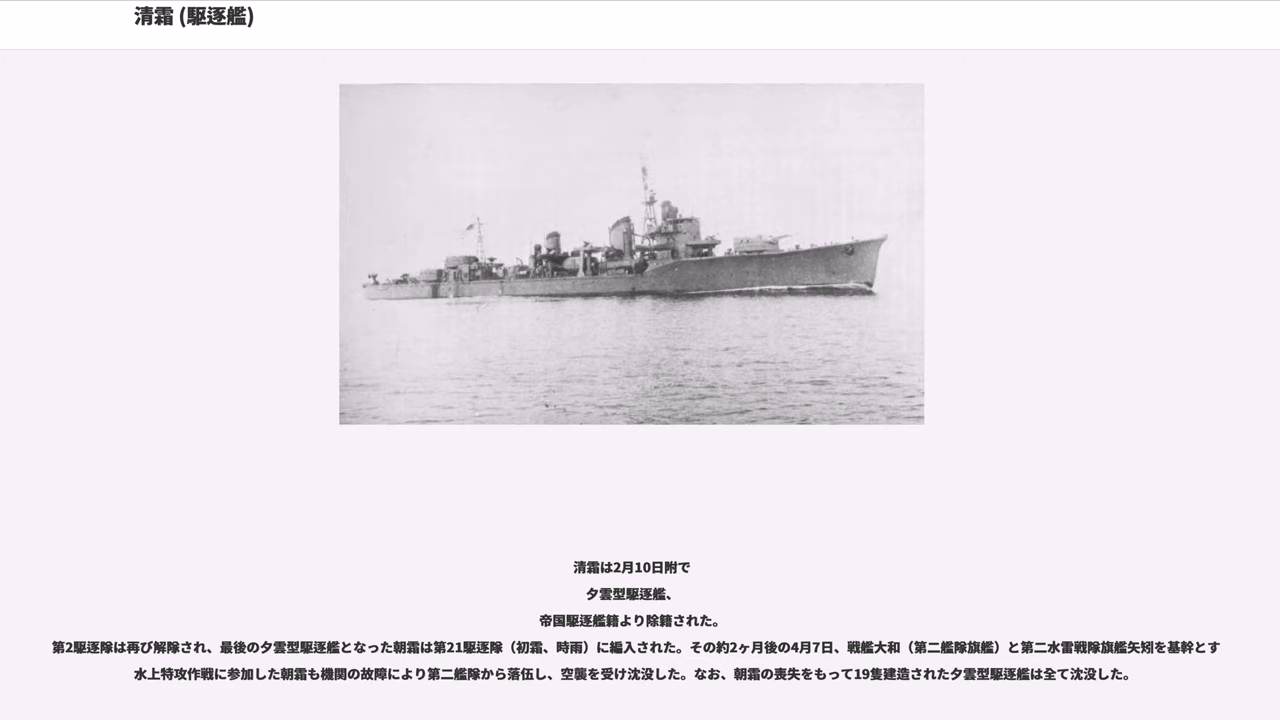 清霜 (駆逐艦)
清霜は2月10日附で
夕雲型駆逐艦、
帝国駆逐艦籍より除籍された。
第2駆逐隊は再び解除され、最後の夕雲型駆逐艦となった朝霜は第21駆逐隊（初霜、時雨）に編入された。その約2ヶ月後の4月7日、戦艦大和（第二艦隊旗艦）と第二水雷戦隊旗艦矢矧を基幹とす
水上特攻作戦に参加した朝霜も機関の故障により第二艦隊から落伍し、空襲を受け沈没した。なお、朝霜の喪失をもって19隻建造された夕雲型駆逐艦は全て沈没した。